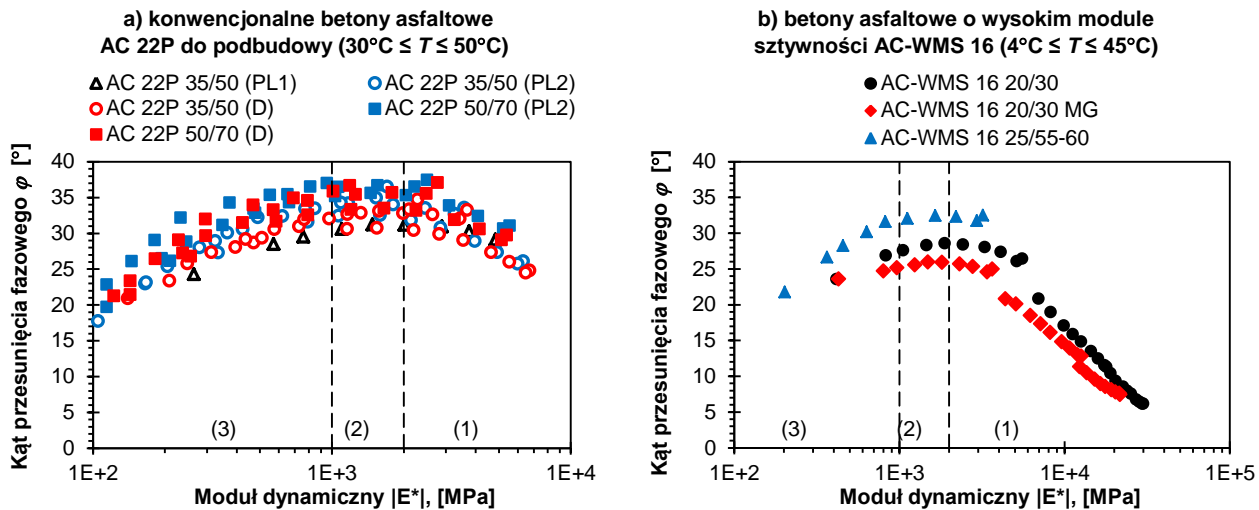 a) konwencjonalne betony asfaltowe
AC 22P do podbudowy (30°C ≤ T ≤ 50°C)
AC 22P 35/50 (PL1)
AC 22P 35/50 (PL2)
AC 22P 35/50 (D)
AC 22P 50/70 (PL2)
AC 22P 50/70 (D)
Kąt przesunięcia fazowego φ [°]
40
35
30
25
20
15
10
5
0
(3)
(2)
(1)
1E+2
1E+3
1E+4
Moduł dynamiczny |E*|, [MPa]
b) betony asfaltowe o wysokim module
sztywności AC-WMS 16 (4°C ≤ T ≤ 45°C)
AC-WMS 16 20/30
AC-WMS 16 20/30 MG
AC-WMS 16 25/55-60
Kąt przesunięcia fazowego φ [°]
40
35
30
25
20
15
10
5
0
(3)
(2)
(1)
1E+2
1E+3
1E+4
1E+5
Moduł dynamiczny |E*|, [MPa]